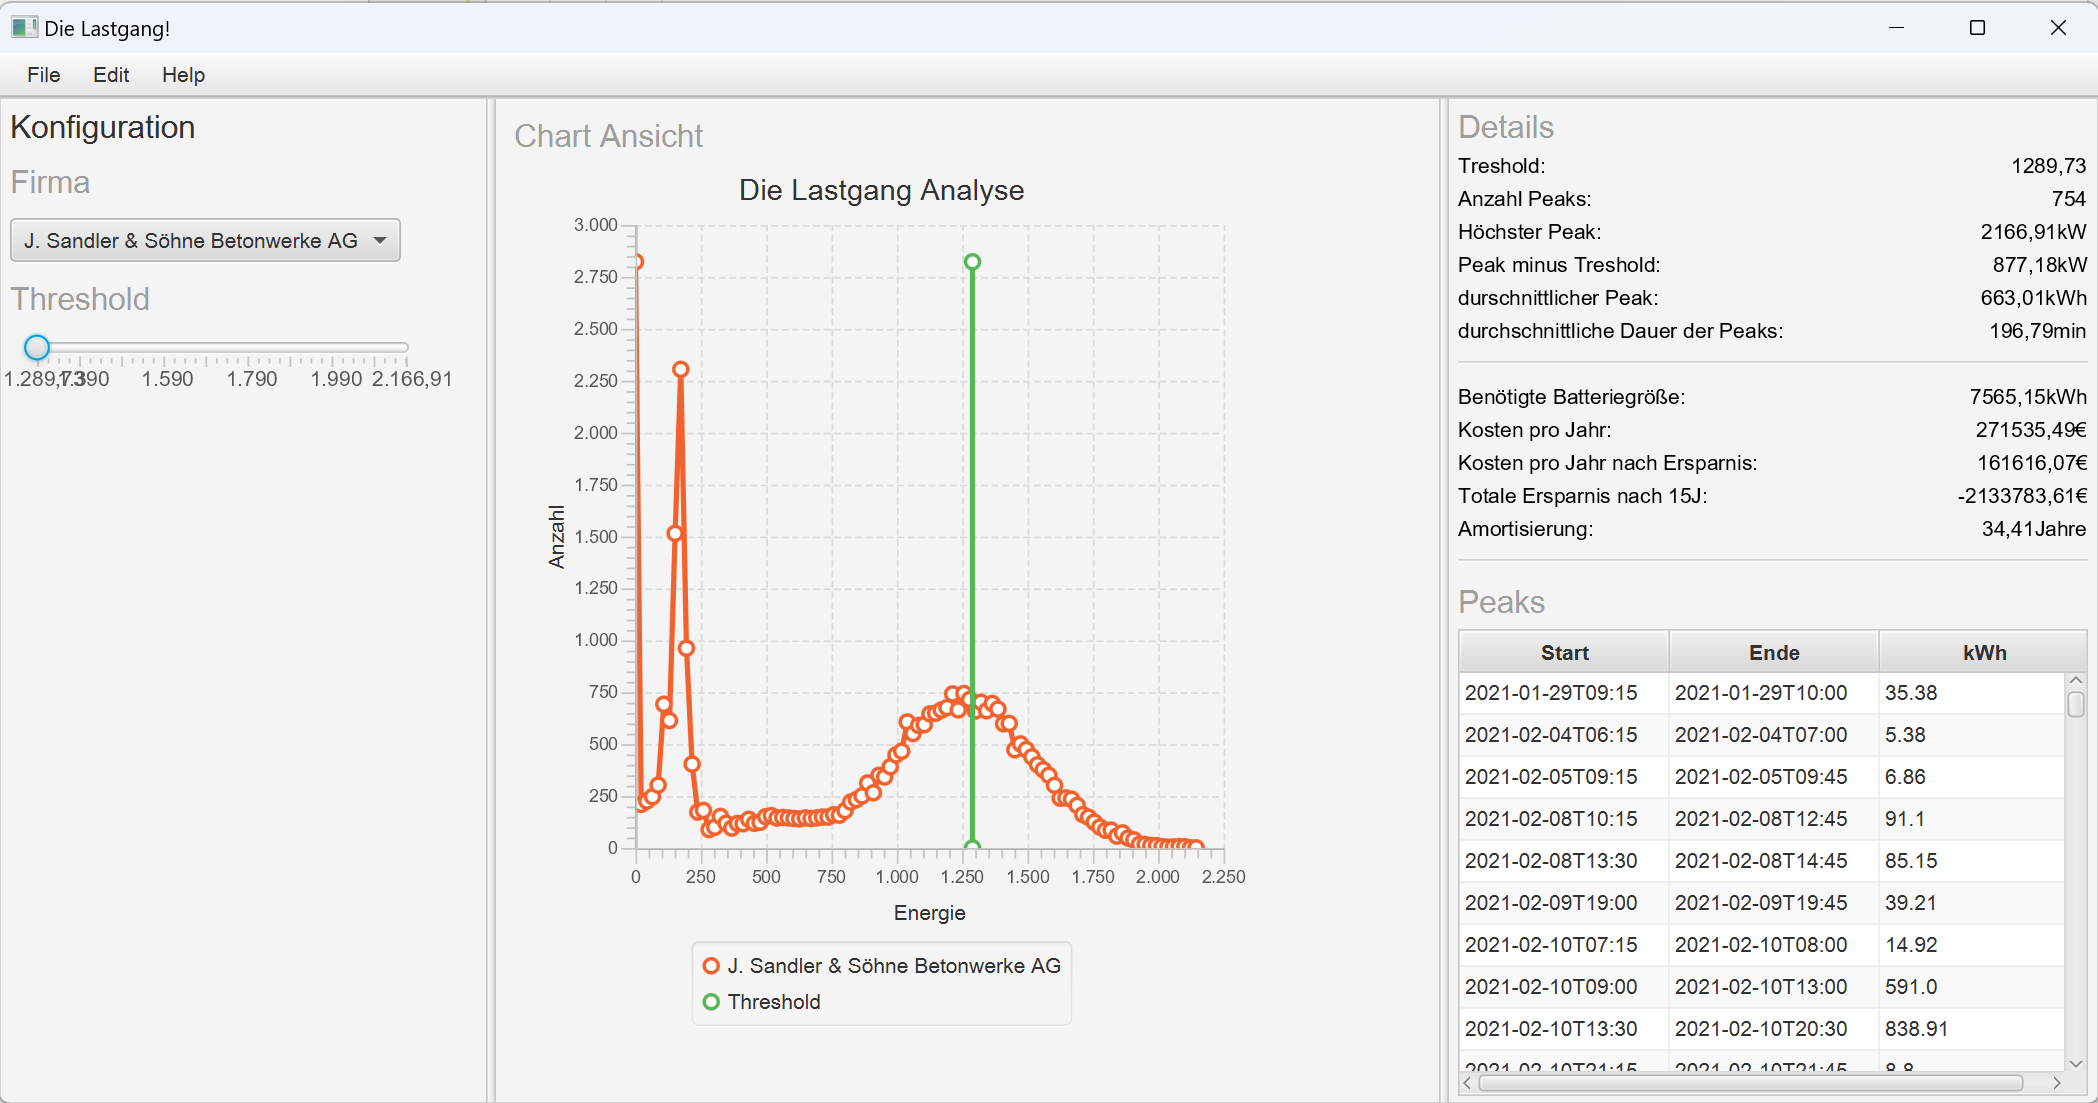 Die Lastgang!
File Edit Help
Konfiguration
Firma
J. Sandler & Söhne Betonwerke AG
Threshold
1.289,73 1.390 1.590 1.790 1.990 2.166,91
Chart Ansicht
Die Lastgang Analyse
3.000
2.750
2.500
2.250
2.000
1.750
1.500
1.250
1.000
750
500
250
0
Anzahl
0 250 500 750 1.000 1.250 1.500 1.750 2.000 2.250
Energie
J. Sandler & Söhne Betonwerke AG
Threshold
Details
Treshold: 1289,73
Anzahl Peaks: 754
Höchster Peak: 2166,91kW
Peak minus Treshold: 877,18kW
durschnittlicher Peak: 663,01kWh
durchschnittliche Dauer der Peaks: 196,79min
Benötigte Batteriegröße: 7565,15kWh
Kosten pro Jahr: 271535,49€
Kosten pro Jahr nach Ersparnis: 161616,07€
Totale Ersparnis nach 15J: -2133783,61€
Amortisierung: 34,41Jahre
Peaks
Start Ende kWh
2021-01-29T09:15 2021-01-29T10:00 35.38
2021-02-04T06:15 2021-02-04T07:00 5.38
2021-02-05T09:15 2021-02-05T09:45 6.86
2021-02-08T10:15 2021-02-08T12:45 91.1
2021-02-08T13:30 2021-02-08T14:45 85.15
2021-02-09T19:00 2021-02-09T19:45 39.21
2021-02-10T07:15 2021-02-10T08:00 14.92
2021-02-10T09:00 2021-02-10T13:00 591.0
2021-02-10T13:30 2021-02-10T20:30 838.91
2021-02-10T21:15 2021-02-10T21:45 8.8